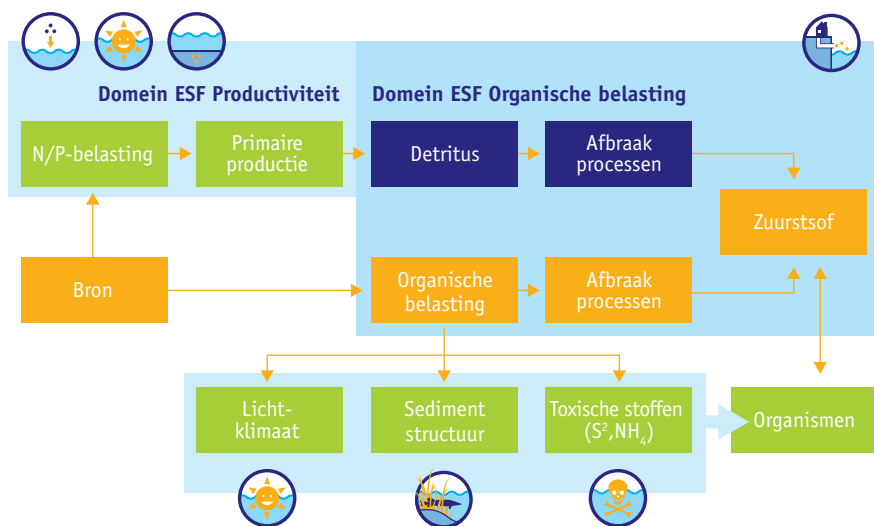 Domein ESF Productiviteit
Domein ESF Organische belasting
N/P-belasting
Primaire
productie
Detritus
Afbraak
processen
Zuurstsof
Bron
Organische
belasting
Afbraak
processen
Licht-
klimaat
Sediment
structuur
Toxische stoffen
(S²,NH₄)
Organismen